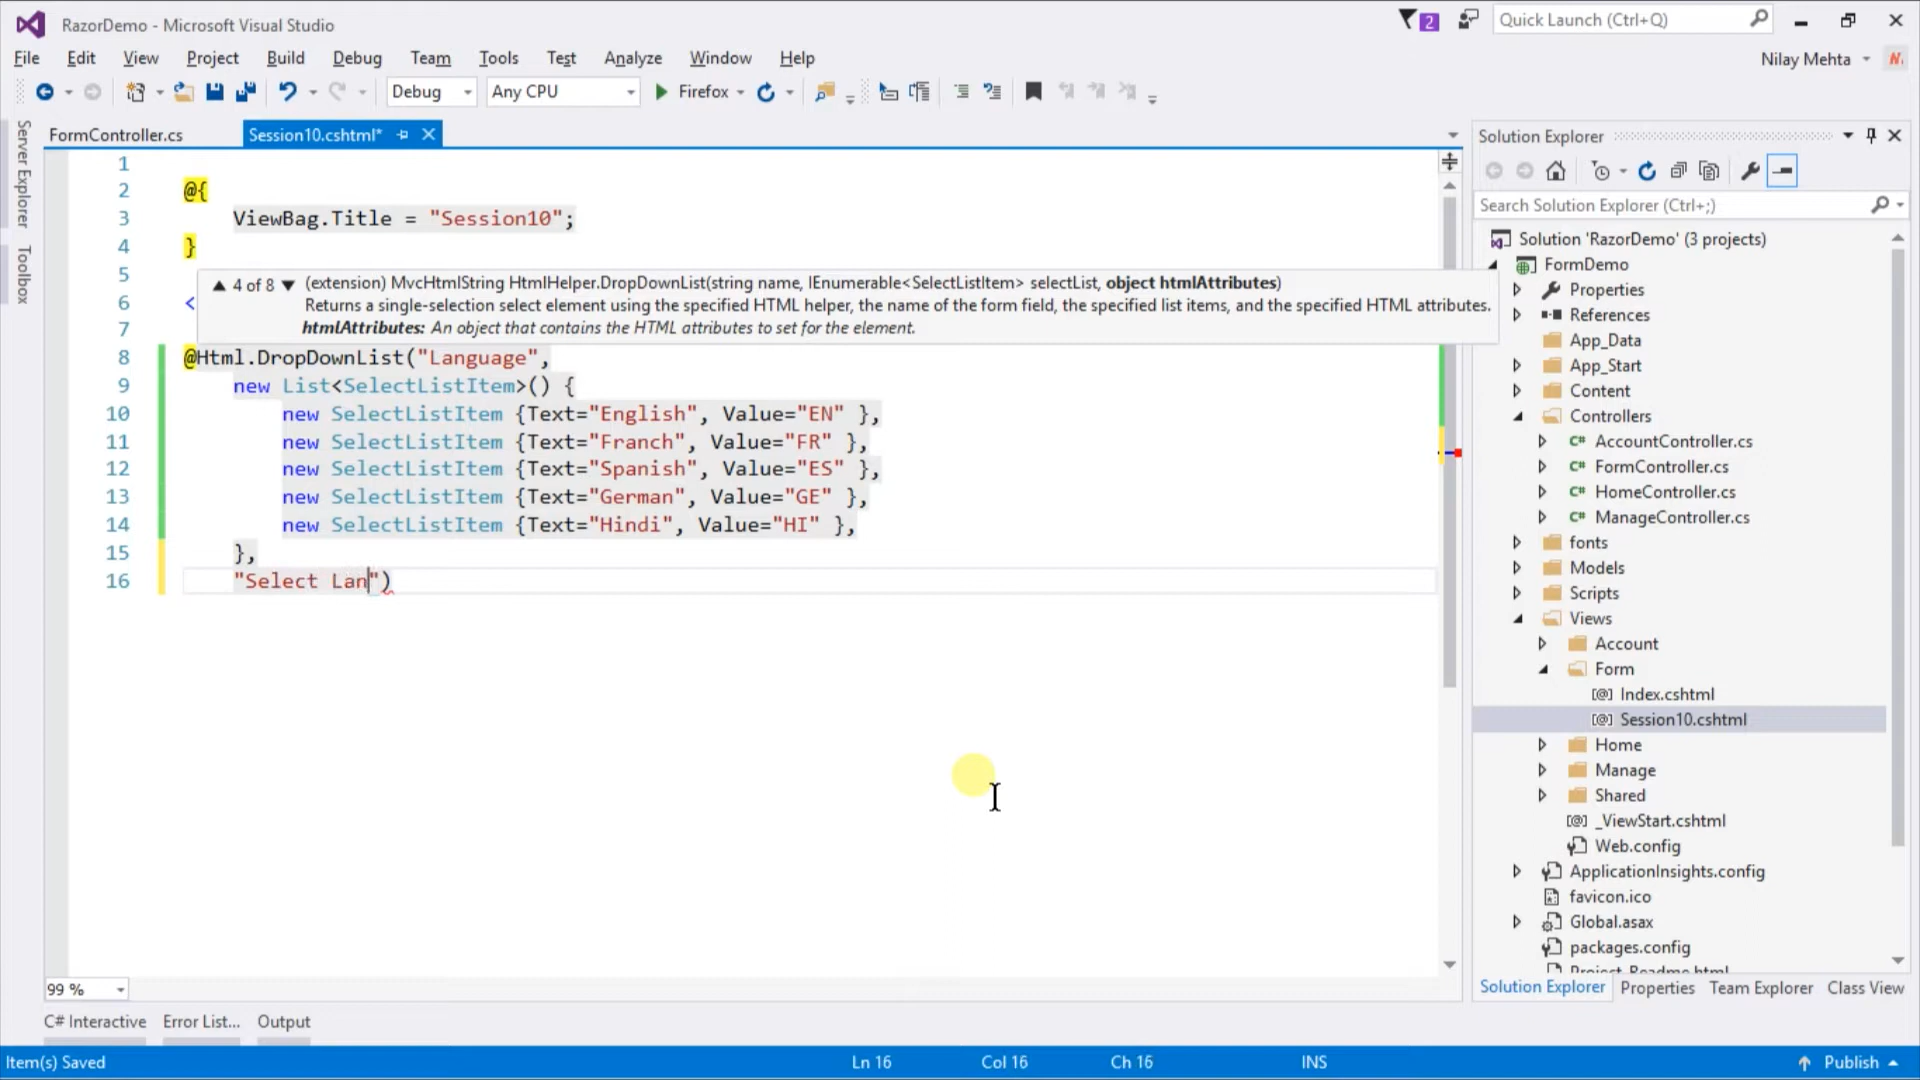 RazorDemo - Microsoft Visual Studio
2
Quick Launch (Ctrl+Q)
File Edit View Project Build Debug Team Tools Test Analyze Window Help
Nilay Mehta
N
Debug Any CPU Firefox
Server Explorer
Toolbox
FormController.cs Session10.cshtml*
1
2 @{
3 ViewBag.Title = "Session10";
4 }
5
4 of 8 (extension) MvcHtmlString HtmlHelper.DropDownList(string name, IEnumerable<SelectListItem> selectList, object htmlAttributes)
Returns a single-selection select element using the specified HTML helper, the name of the form field, the specified list items, and the specified HTML attributes.
htmlAttributes: An object that contains the HTML attributes to set for the element.
6 <
7
8 @Html.DropDownList("Language",
9 new List<SelectListItem>() {
10 new SelectListItem {Text="English", Value="EN" },
11 new SelectListItem {Text="Franch", Value="FR" },
12 new SelectListItem {Text="Spanish", Value="ES" },
13 new SelectListItem {Text="German", Value="GE" },
14 new SelectListItem {Text="Hindi", Value="HI" },
15 },
16 "Select Lan")
99 %
C# Interactive Error List... Output
Solution Explorer
Search Solution Explorer (Ctrl+;)
Solution 'RazorDemo' (3 projects)
FormDemo
Properties
References
App_Data
App_Start
Content
Controllers
C# AccountController.cs
C# FormController.cs
C# HomeController.cs
C# ManageController.cs
fonts
Models
Scripts
Views
Account
Form
[@] Index.cshtml
[@] Session10.cshtml
Home
Manage
Shared
[@] _ViewStart.cshtml
Web.config
ApplicationInsights.config
favicon.ico
Global.asax
packages.config
Project_Readme.html
Solution Explorer Properties Team Explorer Class View
Item(s) Saved Ln 16 Col 16 Ch 16 INS Publish